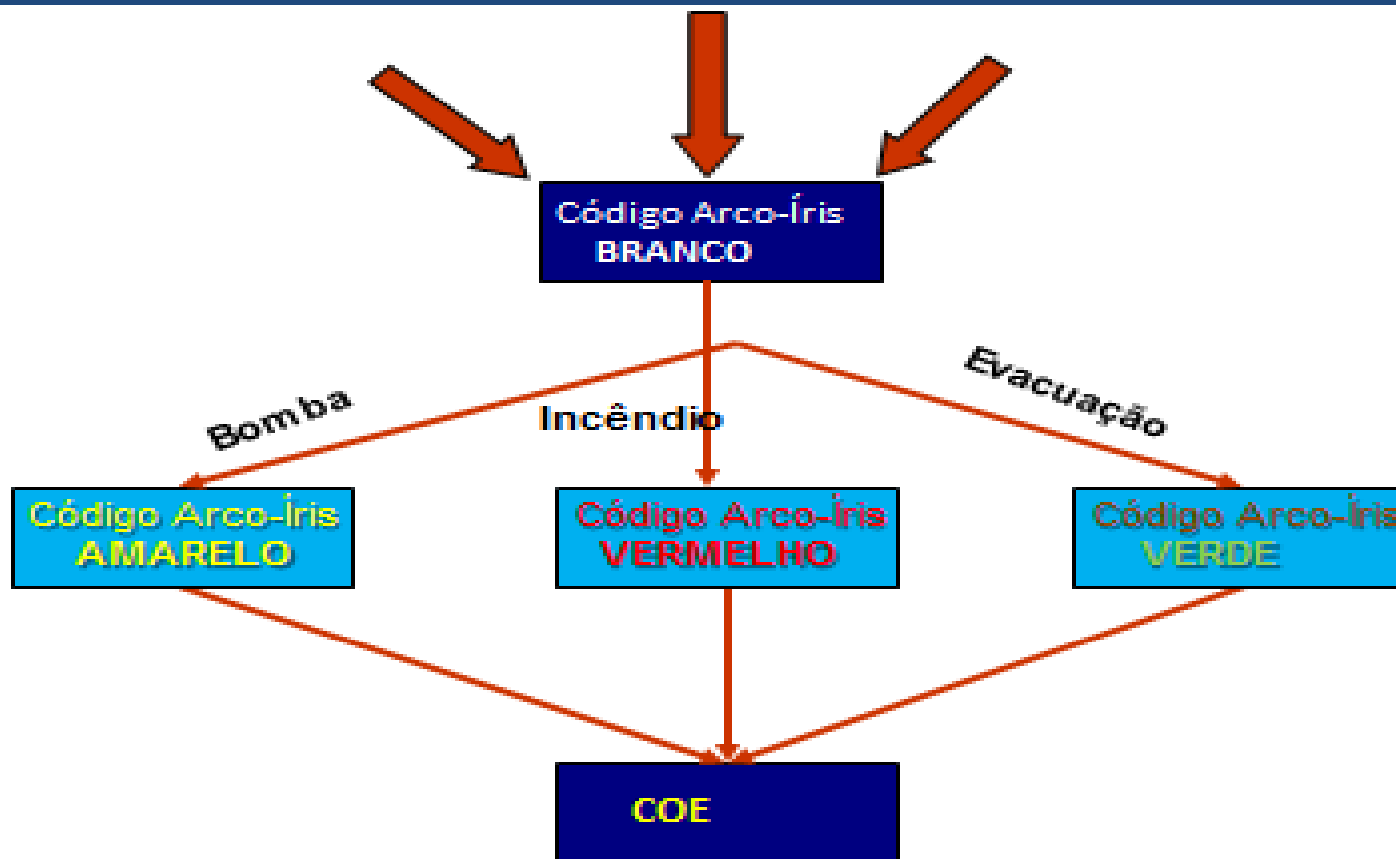 Código Arco-Íris
BRANCO
Bomba
Incêndio
Evacuação
Código Arco-Íris
AMARELO
Código Arco-Íris
VERMELHO
Código Arco-Íris
VERDE
COE